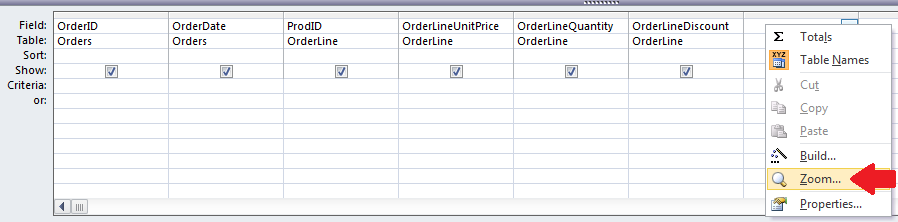 Field: OrderID OrderDate ProdID OrderLineUnitPrice OrderLineQuantity OrderLineDiscount
Table: Orders Orders OrderLine OrderLine OrderLine OrderLine
Sort:
Show:
Criteria:
or:
Σ Totals
XYZ Table Names
Cut
Copy
Paste
Build...
Zoom...
Properties...